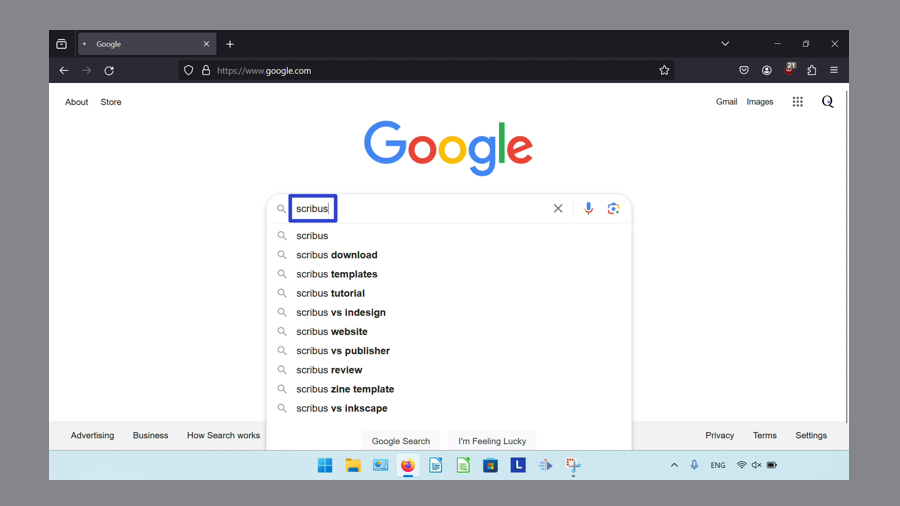 Google
https://www.google.com
21
About Store
Gmail Images
Google
scribus
scribus
scribus download
scribus templates
scribus tutorial
scribus vs indesign
scribus website
scribus vs publisher
scribus review
scribus zine template
scribus vs inkscape
Google Search I'm Feeling Lucky
Advertising Business How Search works
Privacy Terms Settings
L
ENG